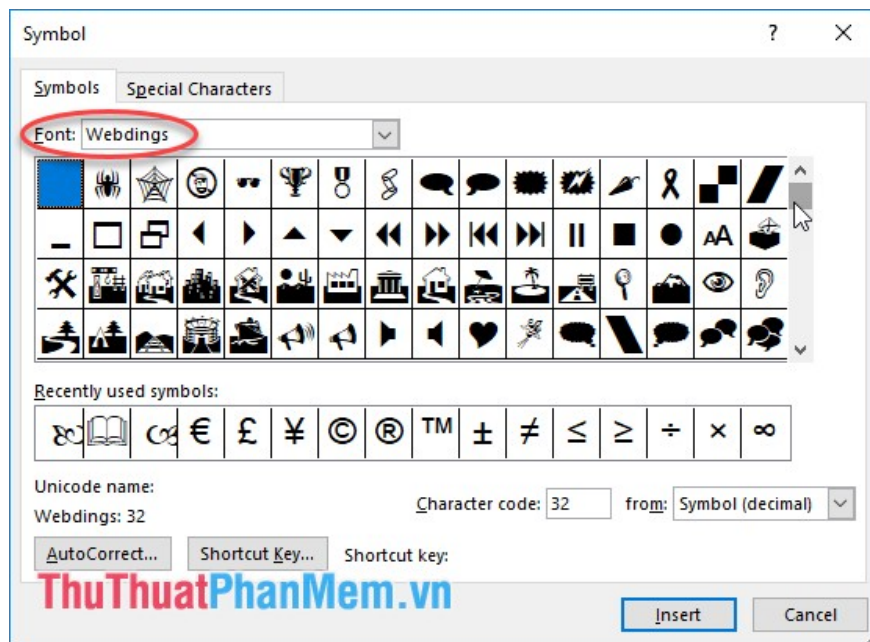 Symbol ? ×
Symbols Special Characters
Font: Webdings
AA
Recently used symbols:
€ £ ¥ © ® ™ ± ≠ ≤ ≥ ÷ × ∞
Unicode name:
Webdings: 32
Character code: 32 from: Symbol (decimal)
AutoCorrect... Shortcut Key... Shortcut key:
ThuThuatPhanMem.vn
Insert Cancel